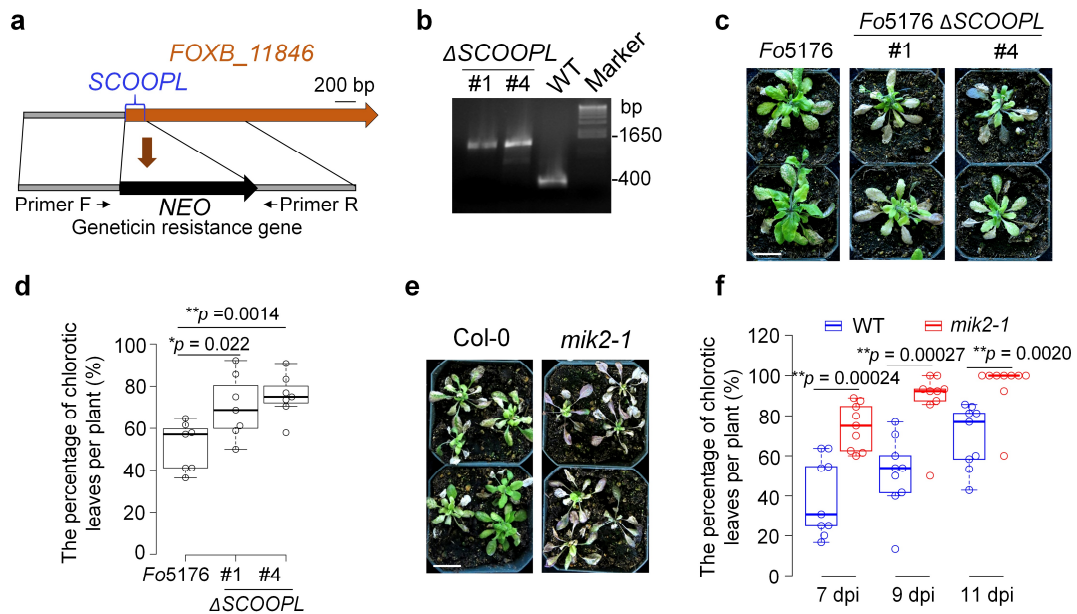 a
FOXB_11846
SCOOPL
200 bp
Primer F
NEO
Primer R
Geneticin resistance gene
b
ΔSCOOPL
#1 #4 WT Marker
bp
-1650
-400
c
Fo5176 ΔSCOOPL
Fo5176 #1 #4
d
**p =0.0014
*p = 0.022
The percentage of chlorotic
leaves per plant (%)
100
80
60
40
20
0
Fo5176 #1 #4
ΔSCOOPL
e
Col-0 mik2-1
f
WT mik2-1
**p = 0.00027 **p = 0.0020
**p = 0.00024
The percentage of chlorotic
leaves per plant (%)
120
100
80
60
40
20
0
7 dpi 9 dpi 11 dpi